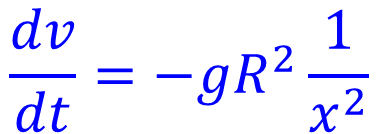 dv/dt = −gR² 1/x²